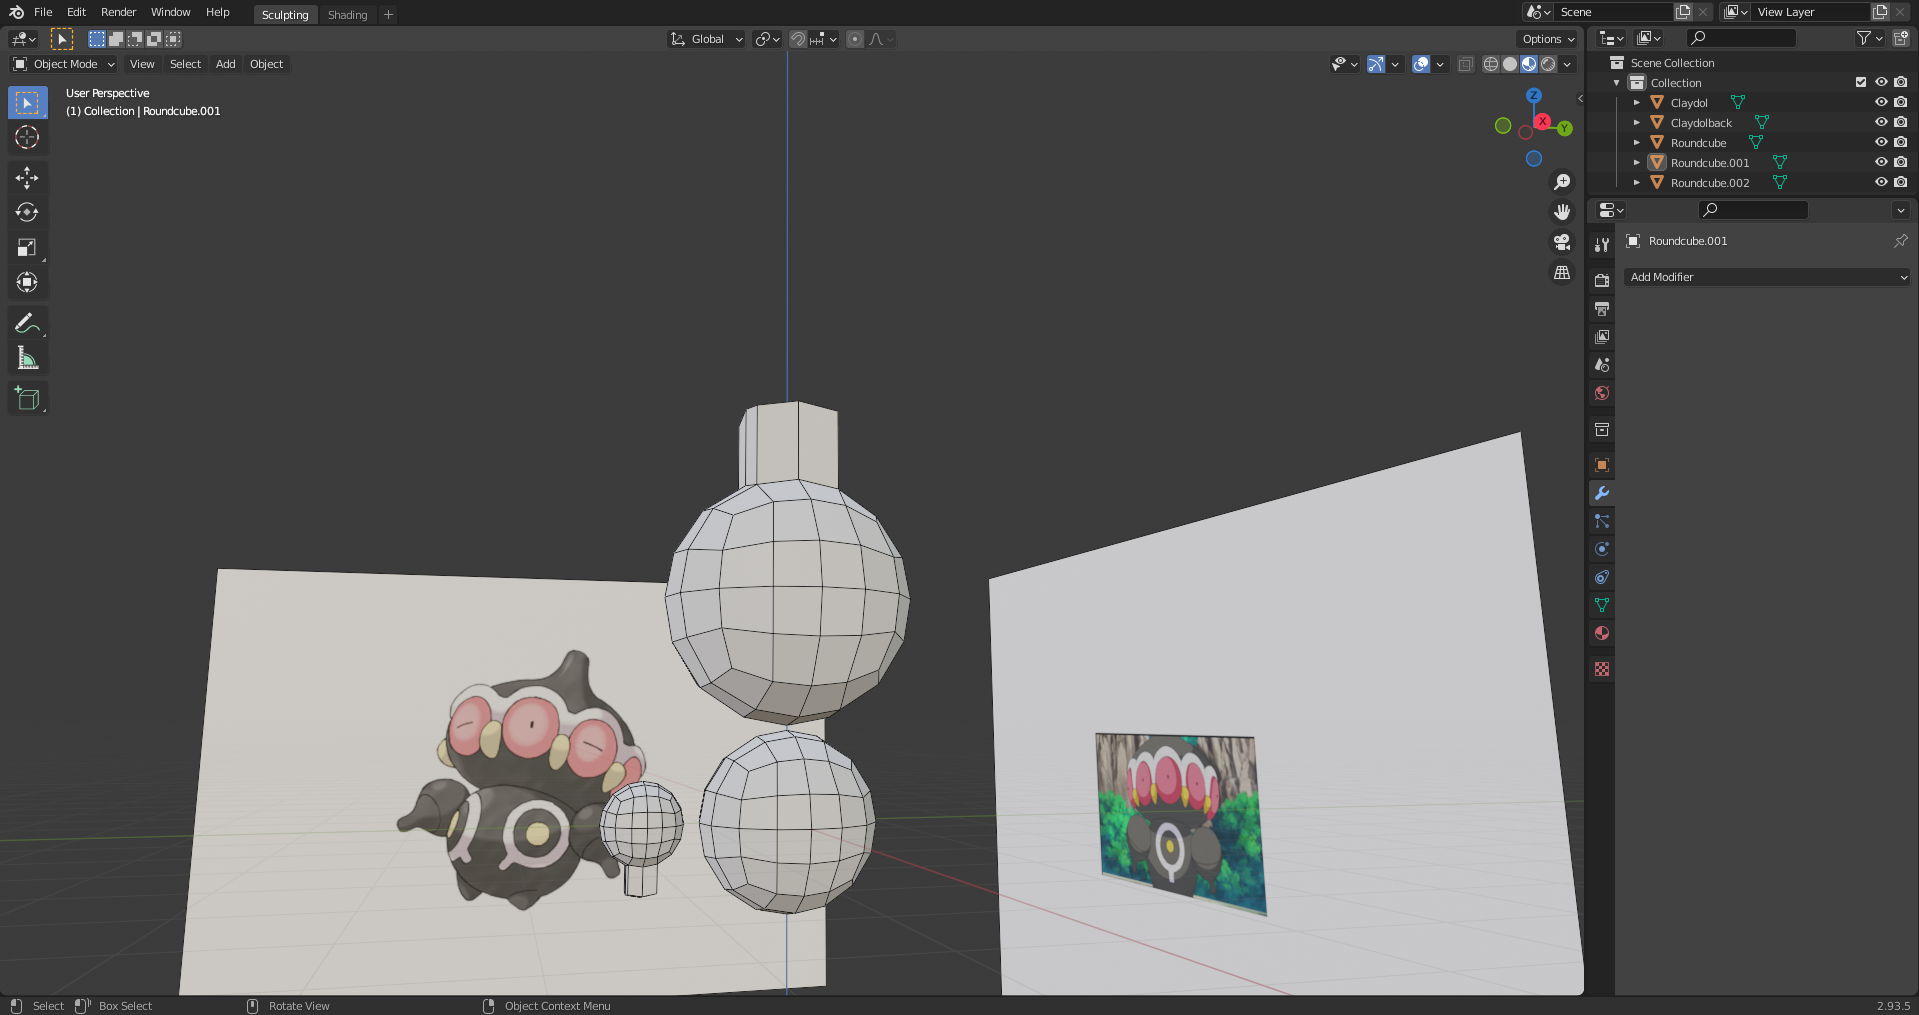 File Edit Render Window Help Sculpting Shading Scene View Layer
Global Options
Object Mode View Select Add Object
User Perspective
(1) Collection | Roundcube.001
Z
X
Y
Scene Collection
Collection
Claydol
Claydolback
Roundcube
Roundcube.001
Roundcube.002
Roundcube.001
Add Modifier
Select Box Select Rotate View Object Context Menu 2.93.5